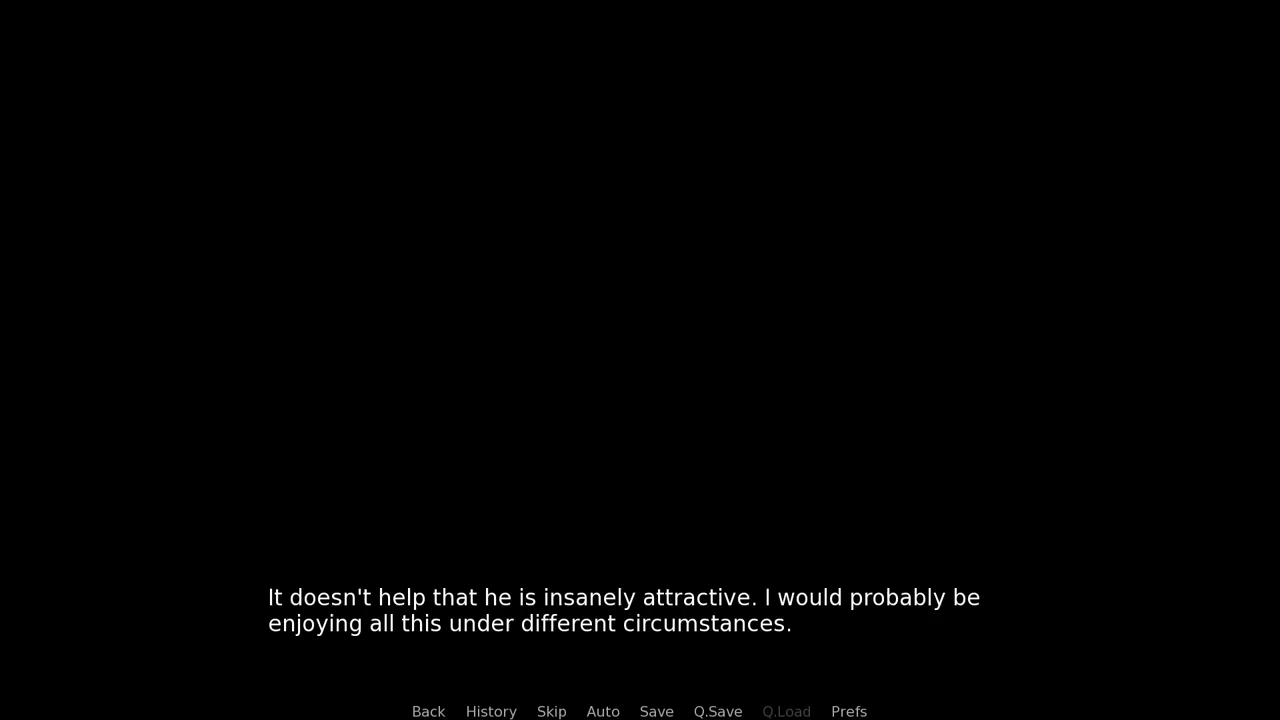 It doesn't help that he is insanely attractive. I would probably be
enjoying all this under different circumstances.
Back History Skip Auto Save Q.Save Q.Load Prefs